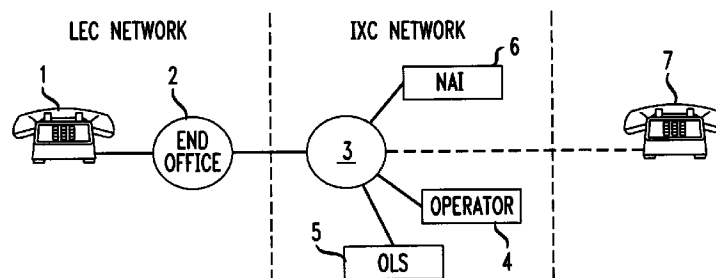 LEC NETWORK
IXC NETWORK
1
2
6
7
NAI
END
OFFICE
3
OPERATOR
4
5
OLS